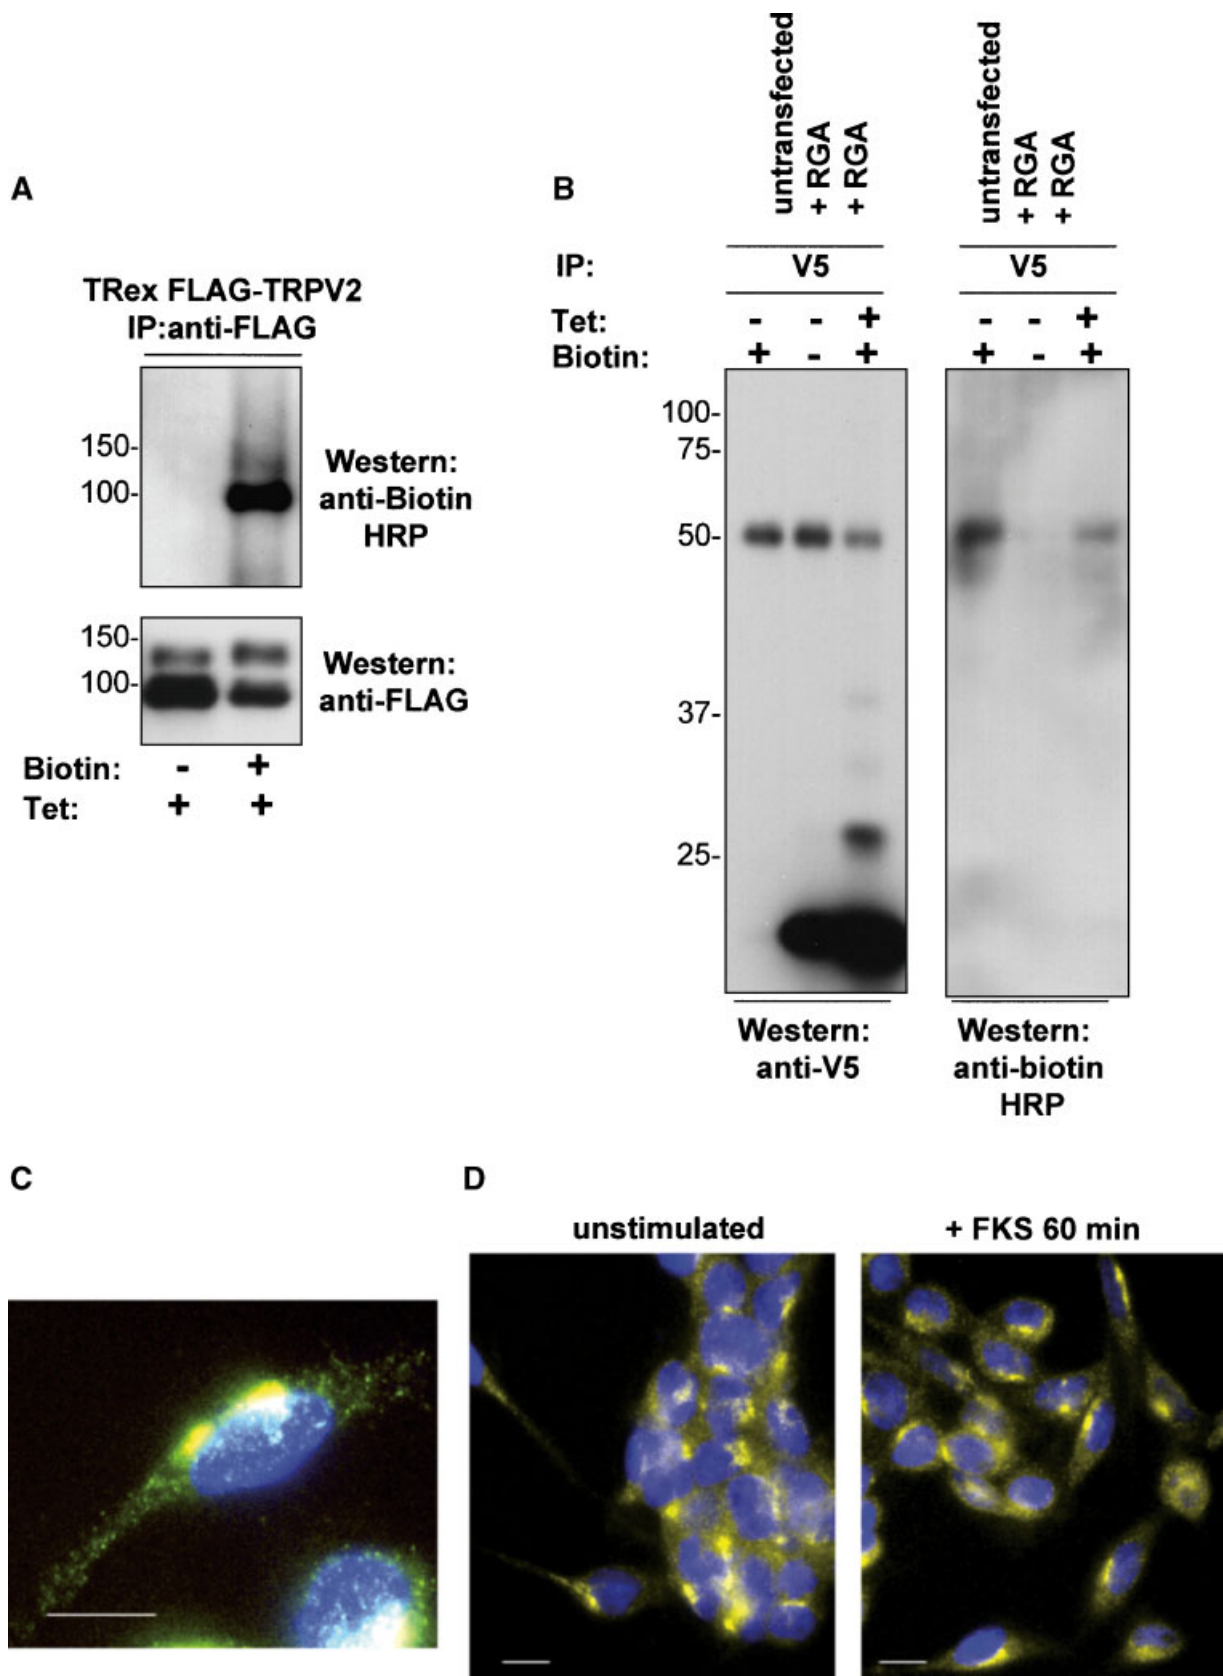 A
TRex FLAG-TRPV2
IP:anti-FLAG
150-
100-
Western:
anti-Biotin
HRP
150-
100-
Western:
anti-FLAG
Biotin: - +
Tet: + +
B
untransfected
+ RGA
+ RGA
untransfected
+ RGA
+ RGA
IP: V5 V5
Tet: - - + - - +
Biotin: + - + + - +
100-
75-
50-
37-
25-
Western:
anti-V5
Western:
anti-biotin
HRP
C
D
unstimulated
+ FKS 60 min